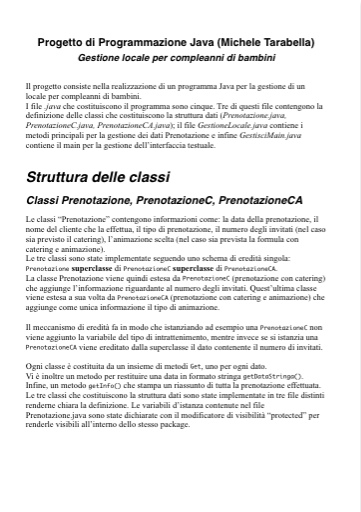 Progetto di Programmazione Java (Michele Tarabella)
Gestione locale per compleanni di bambini
Il progetto consiste nella realizzazione di un programma Java per la gestione di un
locale per compleanni di bambini.
I file .java che costituiscono il programma sono cinque. Tre di questi file contengono la
definizione delle classi che costituiscono la struttura dati (Prenotazione.java,
PrenotazioneC.java, PrenotazioneCA.java); il file GestioneLocale.java contiene i
metodi principali per la gestione dei dati Prenotazione e infine GestisciMain.java
contiene il main per la gestione dell'interfaccia testuale.
Struttura delle classi
Classi Prenotazione, PrenotazioneC, PrenotazioneCA
Le classi “Prenotazione” contengono informazioni come: la data della prenotazione, il
nome del cliente che la effettua, il tipo di prenotazione, il numero degli invitati (nel caso
sia previsto il catering), l'animazione scelta (nel caso sia prevista la formula con
catering e animazione).
Le tre classi sono state implementate seguendo uno schema di eredità singola:
Prenotazione superclasse di PrenotazioneC superclasse di PrenotazioneCA.
La classe Prenotazione viene quindi estesa in PrenotazioneC (prenotazione con catering)
che aggiunge l'informazione riguardante al numero degli invitati. Quest'ultima classe
viene estesa a sua volta da PrenotazioneCA (prenotazione con catering e animazione) che
aggiunge come unica informazione il tipo di animazione.
Il meccanismo di eredità fa in modo che istanziando ad esempio una PrenotazioneC non
viene aggiunto la variabile del tipo di intrattenimento, mentre invece se si istanzia una
PrenotazioneCA viene ereditato dalla superclasse il dato contenente il numero di invitati.
Ogni classe è costituita da un insieme di metodi Get, uno per ogni dato.
Vi è inoltre un metodo per restituire una data in formato stringa getDataStringa().
Infine, un metodo getInfo() che stampa un riassunto di tutta la prenotazione effettuata.
Le tre classi che costituiscono la struttura dati sono state implementate in tre file distinti
renderne chiara la definizione. Le variabili d'istanza contenute nel file
Prenotazione.java sono state dichiarate con il modificatore di visibilità “protected” per
renderle visibili all'interno dello stesso package.